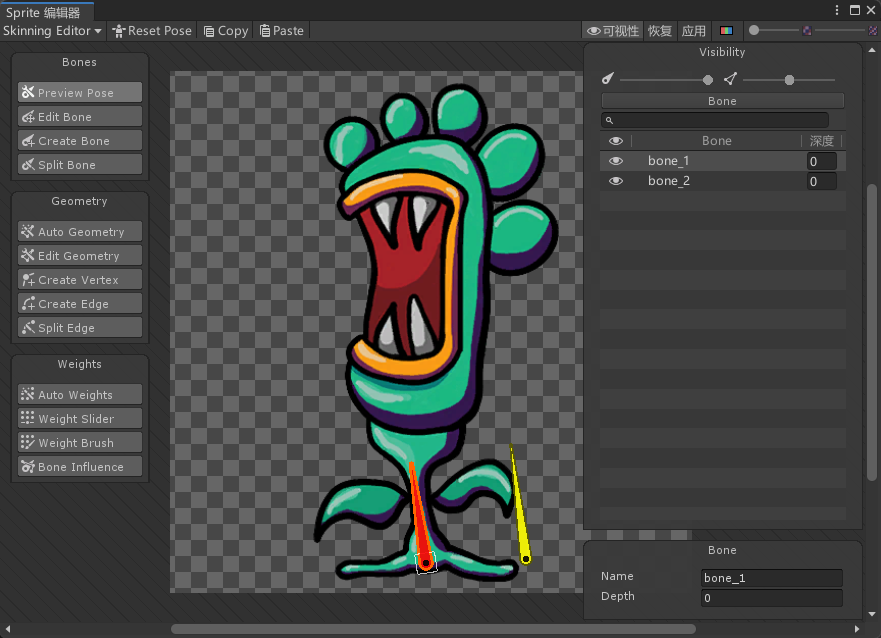 Sprite 编辑器
Skinning Editor
Reset Pose
Copy
Paste
可视性
恢复
应用
Bones
Preview Pose
Edit Bone
Create Bone
Split Bone
Geometry
Auto Geometry
Edit Geometry
Create Vertex
Create Edge
Split Edge
Weights
Auto Weights
Weight Slider
Weight Brush
Bone Influence
Visibility
Bone
Bone 深度
bone_1 0
bone_2 0
Bone
Name bone_1
Depth 0